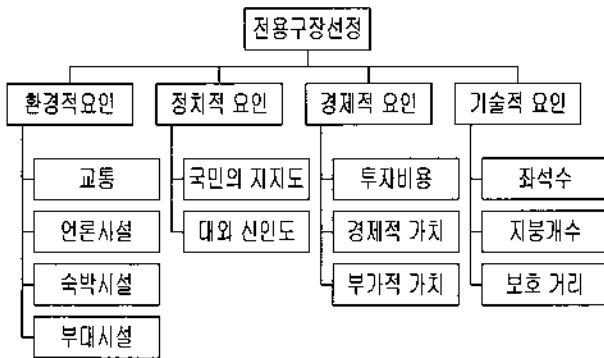 전용구장선정
환경적요인
정치적 요인
경제적 요인
기술적 요인
교통
언론시설
숙박시설
부대시설
국민의 지지도
대외 신인도
투자비용
경제적 가치
부가적 가치
좌석수
지붕개수
보호 거리